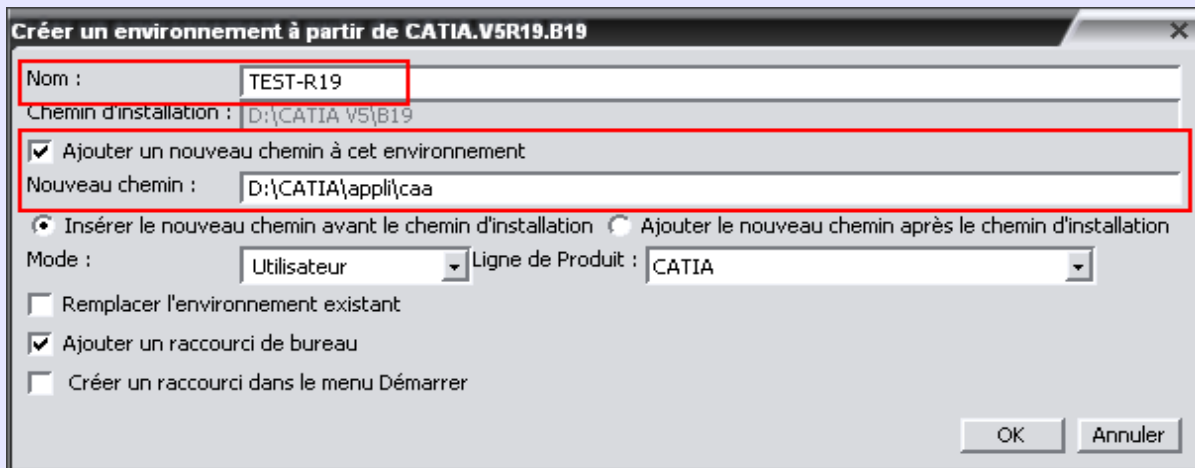 Créer un environnement à partir de CATIA.V5R19.B19
Nom : TEST-R19
Chemin d'installation : D:\CATIA V5\B19
Ajouter un nouveau chemin à cet environnement
Nouveau chemin : D:\CATIA\appli\caa
Insérer le nouveau chemin avant le chemin d'installation Ajouter le nouveau chemin après le chemin d'installation
Mode : Utilisateur Ligne de Produit : CATIA
Remplacer l'environnement existant
Ajouter un raccourci de bureau
Créer un raccourci dans le menu Démarrer
OK Annuler